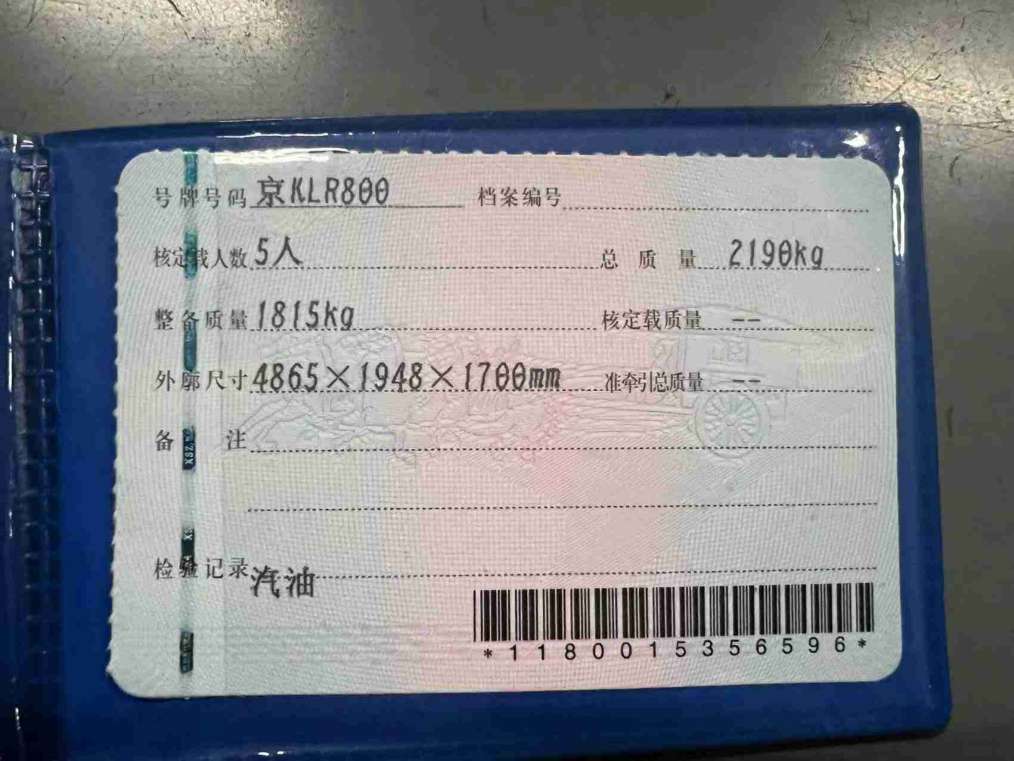 号牌号码 京KLR800 档案编号
核定载人数 5人 总质量 2190kg
整备质量 1815kg 核定载质量 --
外廓尺寸 4865×1948×1700mm 准牵引总质量 --
备注
检验记录 汽油
*1180015356596*